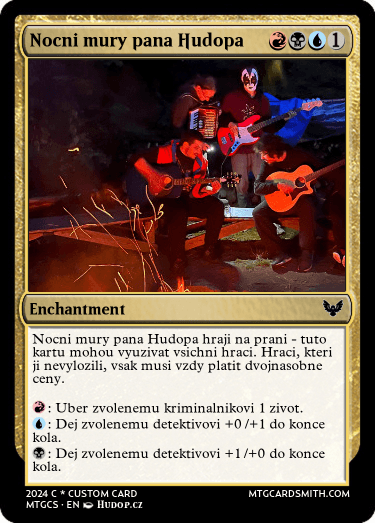 Nocni mury pana Hudopa 1
Enchantment
Nocni mury pana Hudopa hraji na prani - tuto
kartu mohou vyuzivat vsichni hraci. Hraci, kteri
ji nevylozili, vsak musi vzdy platit dvojnasobne
ceny.
: Uber zvolenemu kriminalnikovi 1 zivot.
: Dej zvolenemu detektivovi +0 /+1 do konce
kola.
: Dej zvolenemu detektivovi +1/+0 do konce
kola.
2024 C * CUSTOM CARD
MTGCARDSMITH.COM
MTGCS · EN HUDOP.CZ